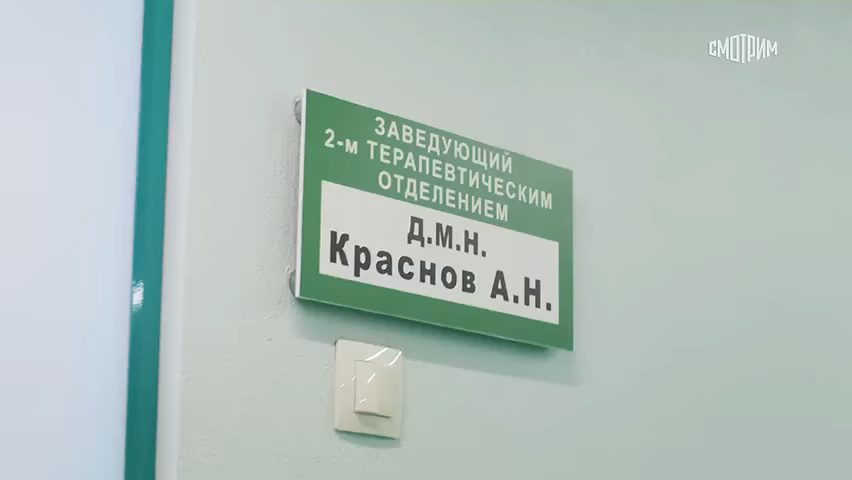 СМОТРИМ
ЗАВЕДУЮЩИЙ
2-м ТЕРАПЕВТИЧЕСКИМ
ОТДЕЛЕНИЕМ
Д.М.Н.
Краснов А.Н.